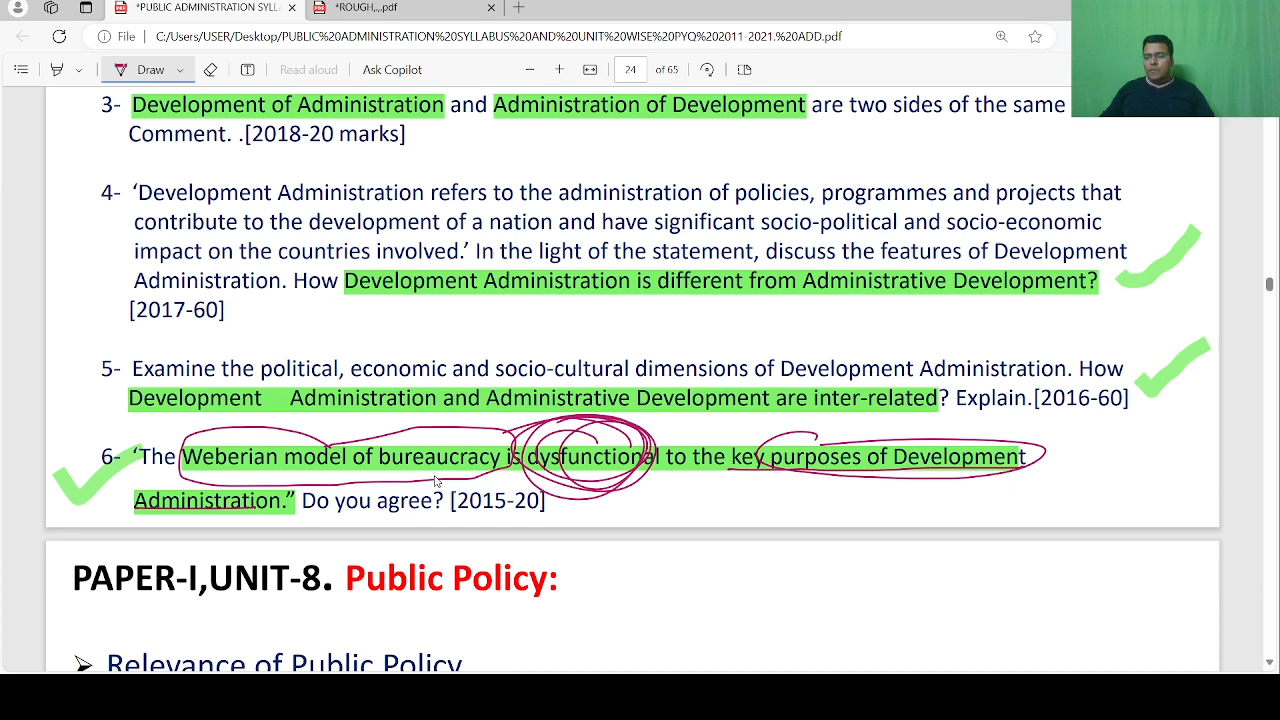 *PUBLIC ADMINISTRATION SYLLA
*ROUGH,,,.pdf
File
C:/Users/USER/Desktop/PUBLIC%20ADMINISTRATION%20SYLLABUS%20AND%20UNIT%20WISE%20PYQ%202011-2021.%20ADD.pdf
Draw
Read aloud
Ask Copilot
24 of 65
3- Development of Administration and Administration of Development are two sides of the same
Comment. .[2018-20 marks]
4- ‘Development Administration refers to the administration of policies, programmes and projects that
contribute to the development of a nation and have significant socio-political and socio-economic
impact on the countries involved.’ In the light of the statement, discuss the features of Development
Administration. How Development Administration is different from Administrative Development?
[2017-60]
5- Examine the political, economic and socio-cultural dimensions of Development Administration. How
Development Administration and Administrative Development are inter-related? Explain.[2016-60]
6- ‘The Weberian model of bureaucracy is dysfunctional to the key purposes of Development
Administration.” Do you agree? [2015-20]
PAPER-I,UNIT-8. Public Policy:
➢ Relevance of Public Policy